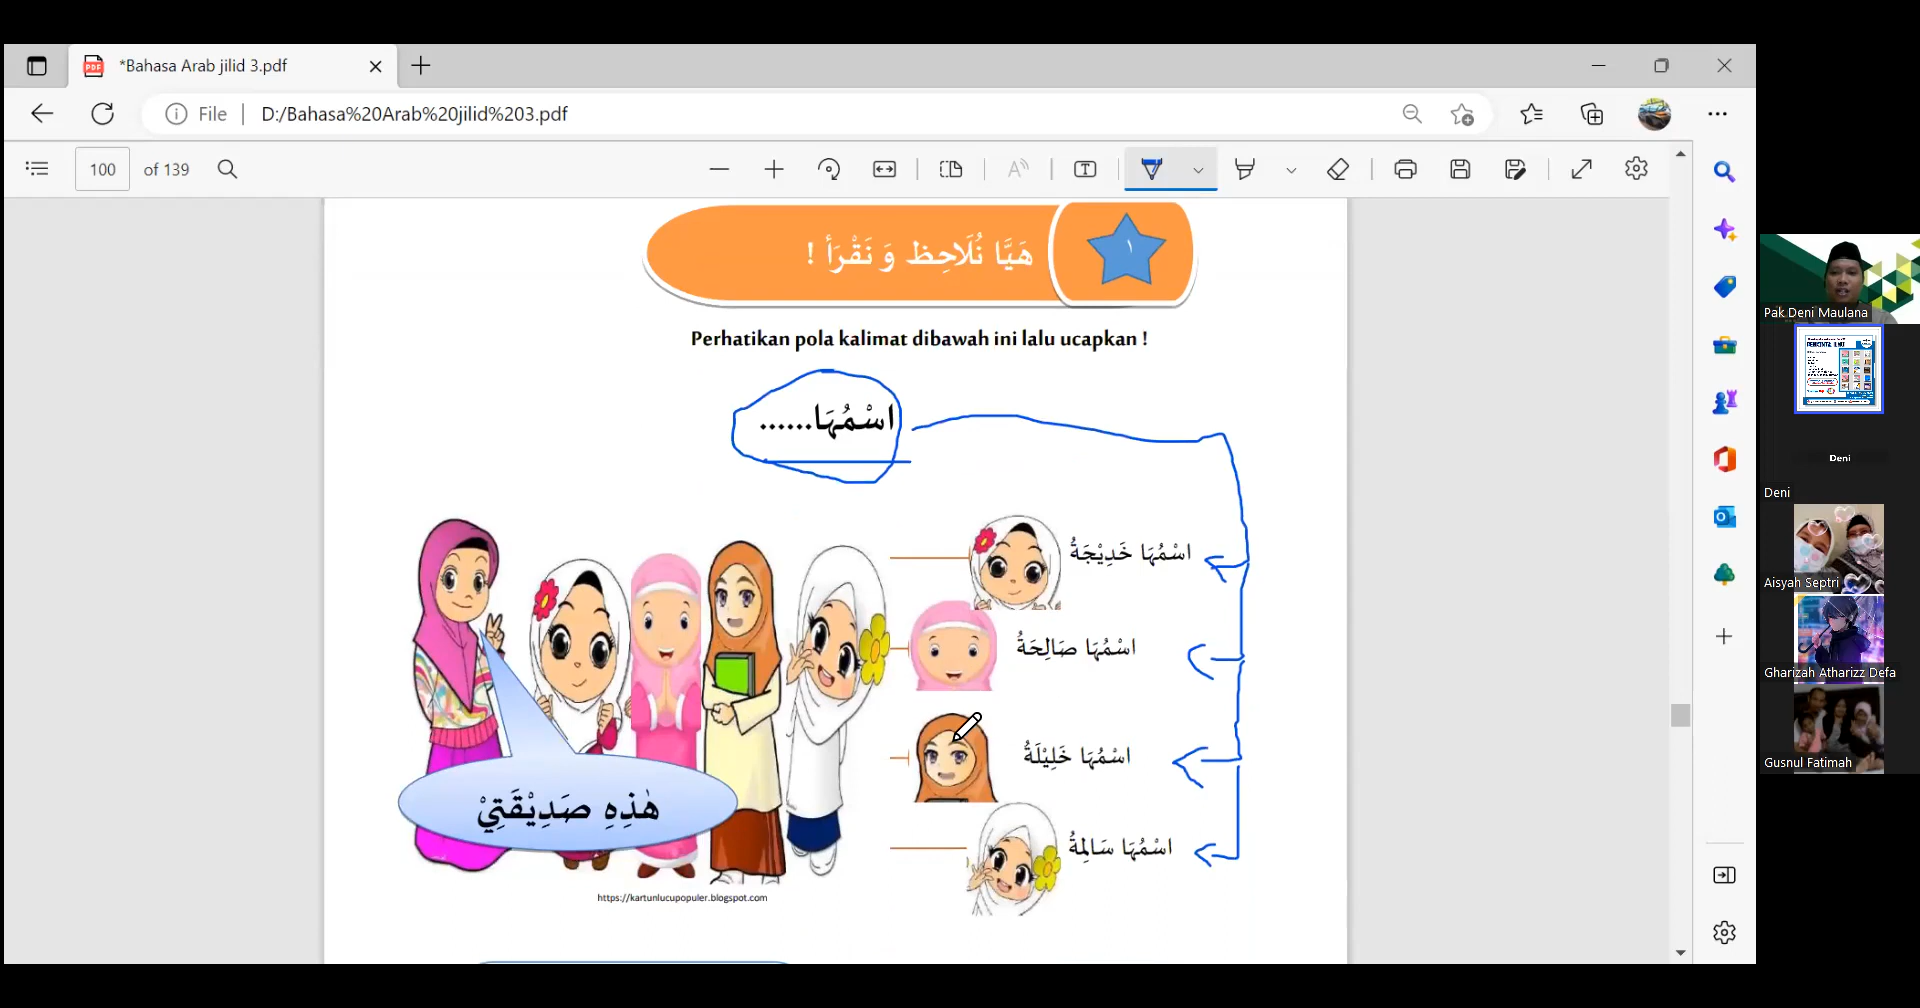 *Bahasa Arab jilid 3.pdf
File
D:/Bahasa%20Arab%20jilid%203.pdf
100 of 139
هَيَّا نُلَاحِظ وَ نَقْرَأ !
١
Perhatikan pola kalimat dibawah ini lalu ucapkan !
اسْمُهَا......
اسْمُهَا خَدِيْجَةُ
اسْمُهَا صَالِحَةُ
اسْمُهَا خَلِيْلَةُ
اسْمُهَا سَالِمَةُ
هٰذِهِ صَدِيْقَتِيْ
https://kartunlucupopuler.blogspot.com
Pak Deni Maulana
Deni
Deni
Aisyah Septri
Gharizah Atharizz Defa
Gusnul Fatimah